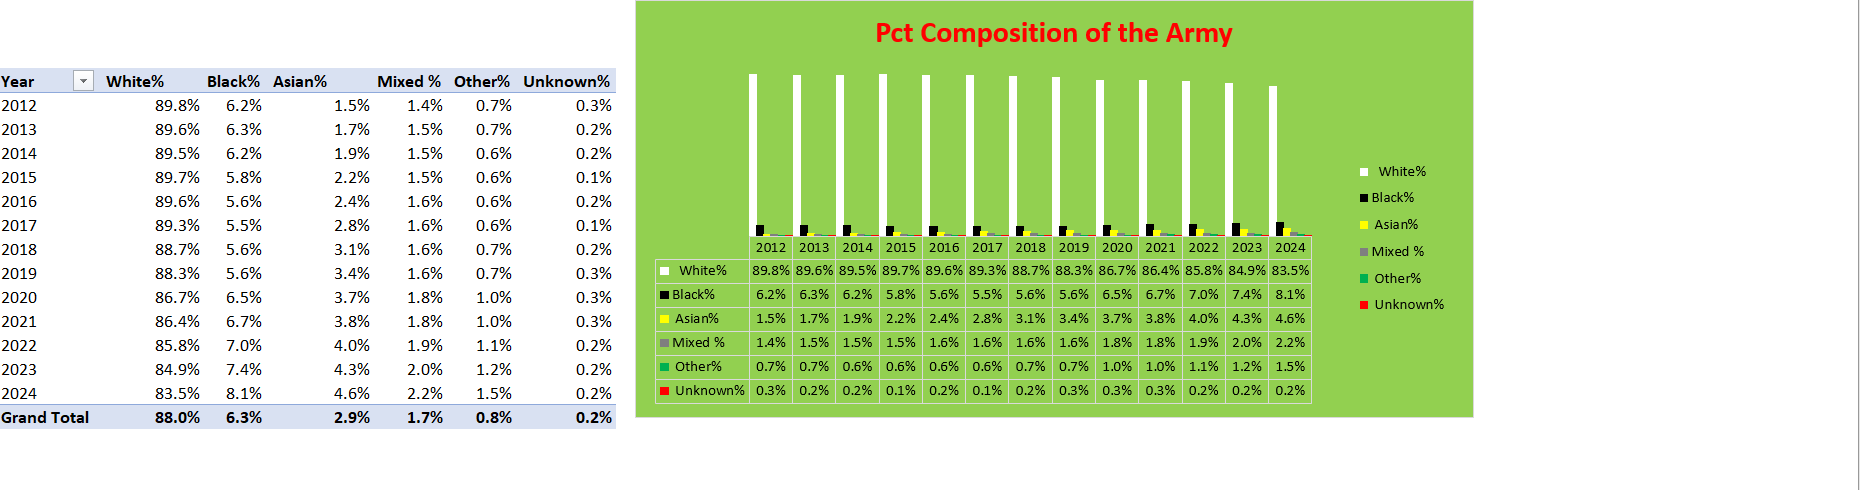 Year White% Black% Asian% Mixed % Other% Unknown%
2012 89.8% 6.2% 1.5% 1.4% 0.7% 0.3%
2013 89.6% 6.3% 1.7% 1.5% 0.7% 0.2%
2014 89.5% 6.2% 1.9% 1.5% 0.6% 0.2%
2015 89.7% 5.8% 2.2% 1.5% 0.6% 0.1%
2016 89.6% 5.6% 2.4% 1.6% 0.6% 0.2%
2017 89.3% 5.5% 2.8% 1.6% 0.6% 0.1%
2018 88.7% 5.6% 3.1% 1.6% 0.7% 0.2%
2019 88.3% 5.6% 3.4% 1.6% 0.7% 0.3%
2020 86.7% 6.5% 3.7% 1.8% 1.0% 0.3%
2021 86.4% 6.7% 3.8% 1.8% 1.0% 0.3%
2022 85.8% 7.0% 4.0% 1.9% 1.1% 0.2%
2023 84.9% 7.4% 4.3% 2.0% 1.2% 0.2%
2024 83.5% 8.1% 4.6% 2.2% 1.5% 0.2%
Grand Total 88.0% 6.3% 2.9% 1.7% 0.8% 0.2%
Pct Composition of the Army
2012 2013 2014 2015 2016 2017 2018 2019 2020 2021 2022 2023 2024
White% 89.8% 89.6% 89.5% 89.7% 89.6% 89.3% 88.7% 88.3% 86.7% 86.4% 85.8% 84.9% 83.5%
Black% 6.2% 6.3% 6.2% 5.8% 5.6% 5.5% 5.6% 5.6% 6.5% 6.7% 7.0% 7.4% 8.1%
Asian% 1.5% 1.7% 1.9% 2.2% 2.4% 2.8% 3.1% 3.4% 3.7% 3.8% 4.0% 4.3% 4.6%
Mixed % 1.4% 1.5% 1.5% 1.5% 1.6% 1.6% 1.6% 1.6% 1.8% 1.8% 1.9% 2.0% 2.2%
Other% 0.7% 0.7% 0.6% 0.6% 0.6% 0.6% 0.7% 0.7% 1.0% 1.0% 1.1% 1.2% 1.5%
Unknown% 0.3% 0.2% 0.2% 0.1% 0.2% 0.1% 0.2% 0.3% 0.3% 0.3% 0.2% 0.2% 0.2%
White%
Black%
Asian%
Mixed %
Other%
Unknown%